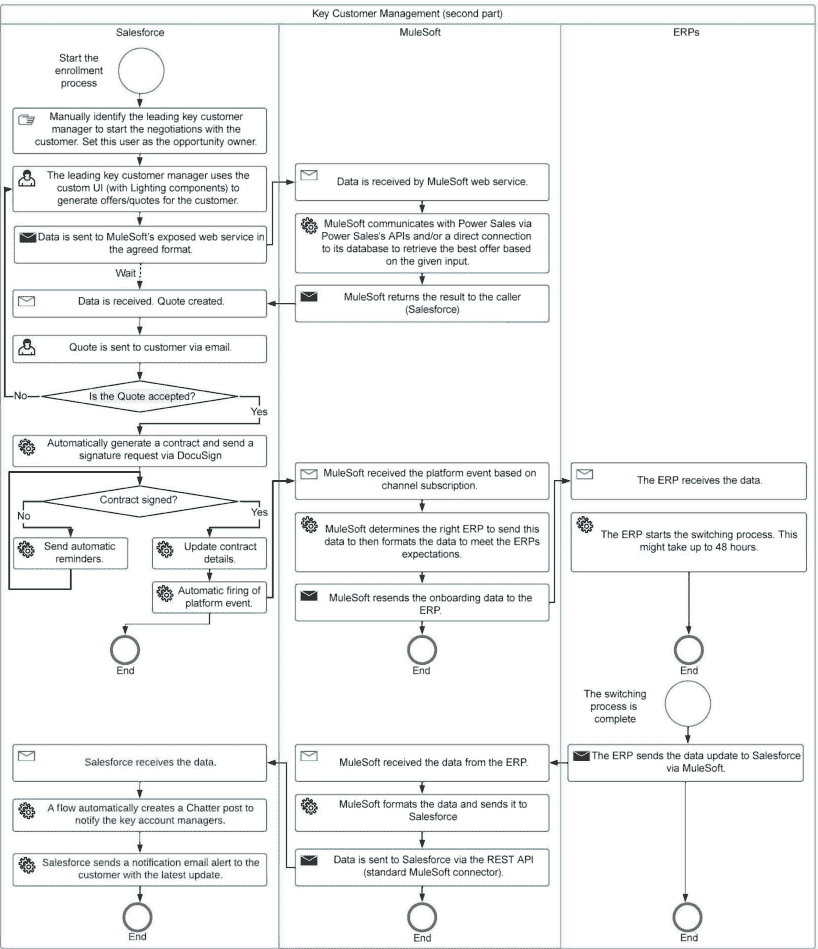 Key Customer Management (second part)
Salesforce
MuleSoft
ERPs
Start the
enrollment
process
Manually identify the leading key customer
manager to start the negotiations with the
customer. Set this user as the opportunity owner.
The leading key customer manager uses the
custom UI (with Lighting components) to
generate offers/quotes for the customer.
Data is sent to MuleSoft's exposed web service in
the agreed format.
Wait
Data is received by MuleSoft web service.
MuleSoft communicates with Power Sales via
Power Sales's APIs and/or a direct connection
to its database to retrieve the best offer based
on the given input.
MuleSoft returns the result to the caller
(Salesforce)
Data is received. Quote created.
Quote is sent to customer via email.
Is the Quote accepted?
No
Yes
Automatically generate a contract and send a
signature request via DocuSign
Contract signed?
No
Yes
Send automatic
reminders.
Update contract
details.
Automatic firing of
platform event.
End
MuleSoft received the platform event based on
channel subscription.
MuleSoft determines the right ERP to send this
data to then formats the data to meet the ERPs
expectations.
MuleSoft resends the onboarding data to the
ERP.
End
The ERP receives the data.
The ERP starts the switching process. This
might take up to 48 hours.
End
The switching
process is
complete
The ERP sends the data update to Salesforce
via MuleSoft.
End
MuleSoft received the data from the ERP.
MuleSoft formats the data and sends it to
Salesforce
Data is sent to Salesforce via the REST API
(standard MuleSoft connector).
End
Salesforce receives the data.
A flow automatically creates a Chatter post to
notify the key account managers.
Salesforce sends a notification email alert to the
customer with the latest update.
End